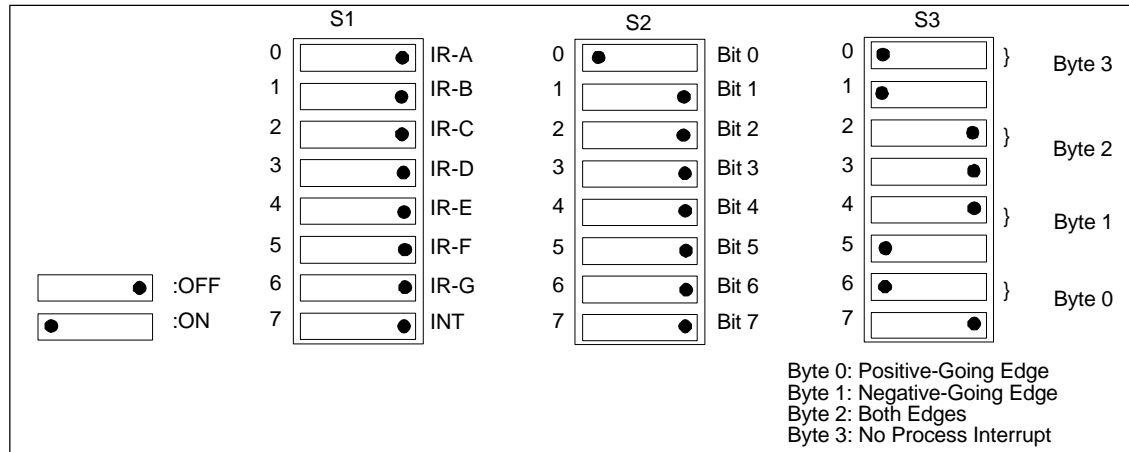 S1 S2 S3
0 IR-A 0 Bit 0 0 } Byte 3
1 IR-B 1 Bit 1 1
2 IR-C 2 Bit 2 2 } Byte 2
3 IR-D 3 Bit 3 3
4 IR-E 4 Bit 4 4 } Byte 1
5 IR-F 5 Bit 5 5
:OFF 6 IR-G 6 Bit 6 6 } Byte 0
:ON 7 INT 7 Bit 7 7
Byte 0: Positive-Going Edge
Byte 1: Negative-Going Edge
Byte 2: Both Edges
Byte 3: No Process Interrupt